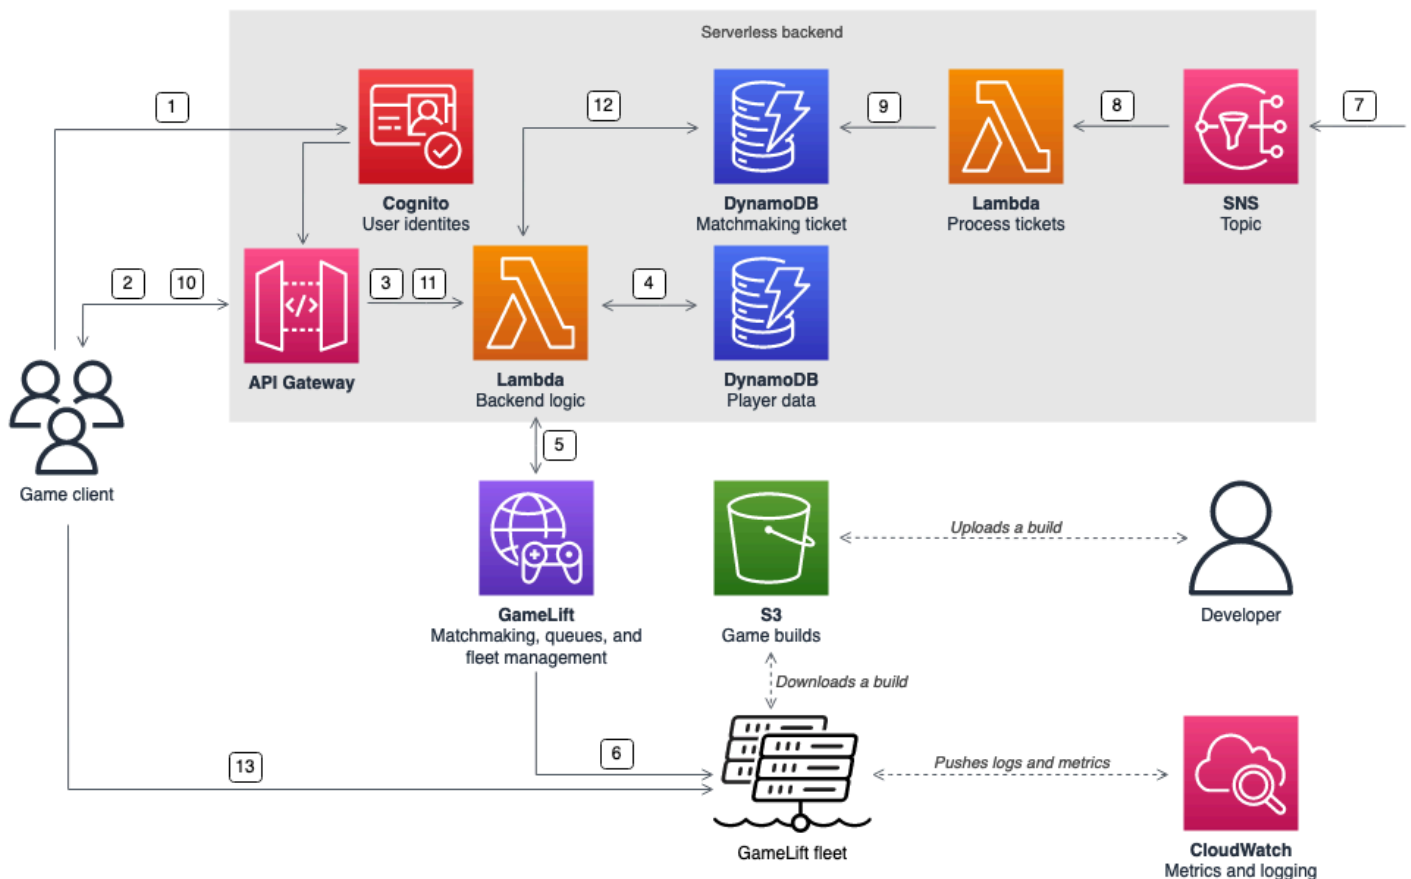 Serverless backend
1
12
9
8
7
Cognito
User identites
DynamoDB
Matchmaking ticket
Lambda
Process tickets
SNS
Topic
2
10
3
11
4
API Gateway
Lambda
Backend logic
DynamoDB
Player data
5
Game client
Uploads a build
GameLift
Matchmaking, queues, and
fleet management
S3
Game builds
Developer
Downloads a build
6
13
Pushes logs and metrics
GameLift fleet
CloudWatch
Metrics and logging